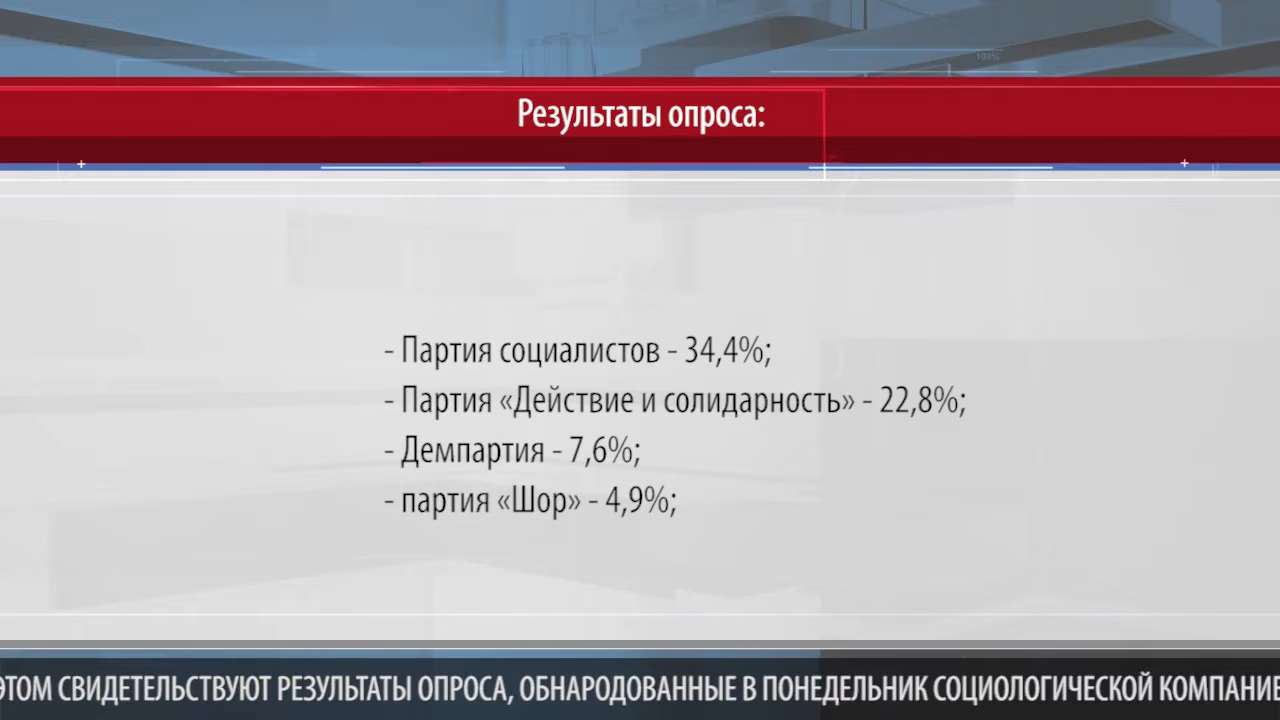 100%
Результаты опроса:
- Партия социалистов - 34,4%;
- Партия «Действие и солидарность» - 22,8%;
- Демпартия - 7,6%;
- партия «Шор» - 4,9%;
ЭТОМ СВИДЕТЕЛЬСТВУЮТ РЕЗУЛЬТАТЫ ОПРОСА, ОБНАРОДОВАННЫЕ В ПОНЕДЕЛЬНИК СОЦИОЛОГИЧЕСКОЙ КОМПАНИЕ